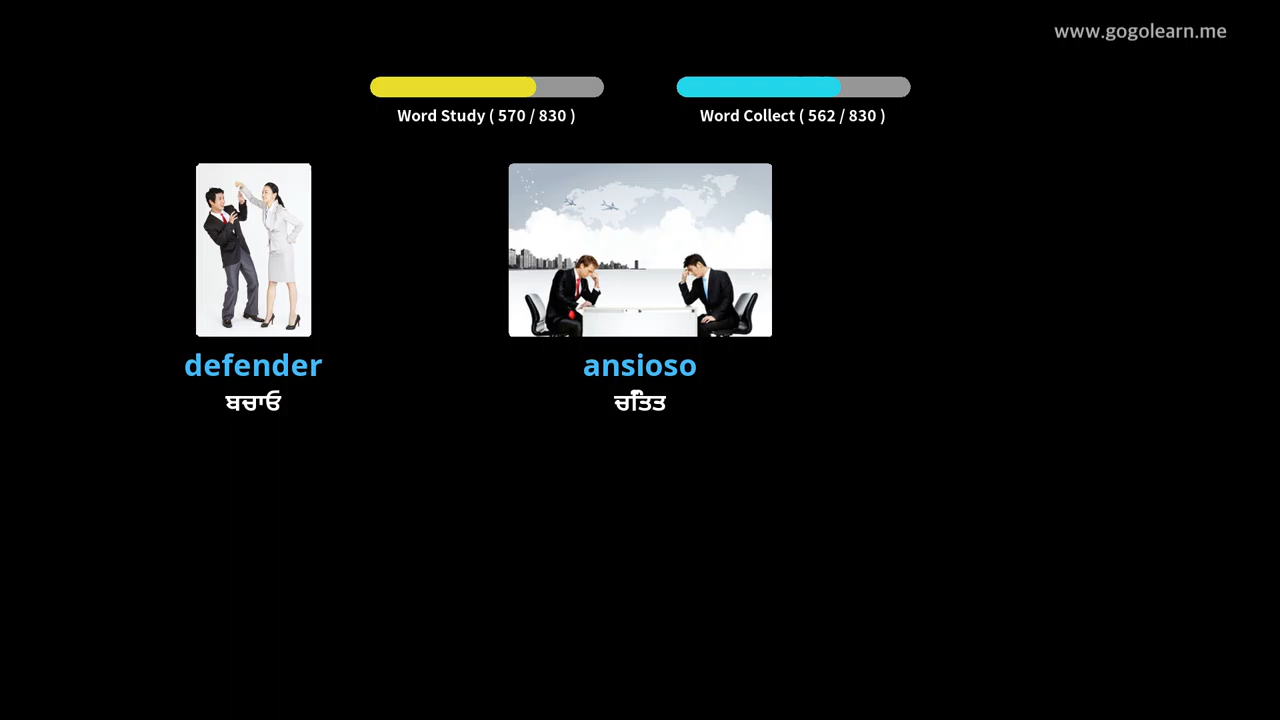 www.gogolearn.me
Word Study ( 570 / 830 )
Word Collect ( 562 / 830 )
defender
ਬਚਾਓ
ansioso
ਚਿੰਤਿਤ